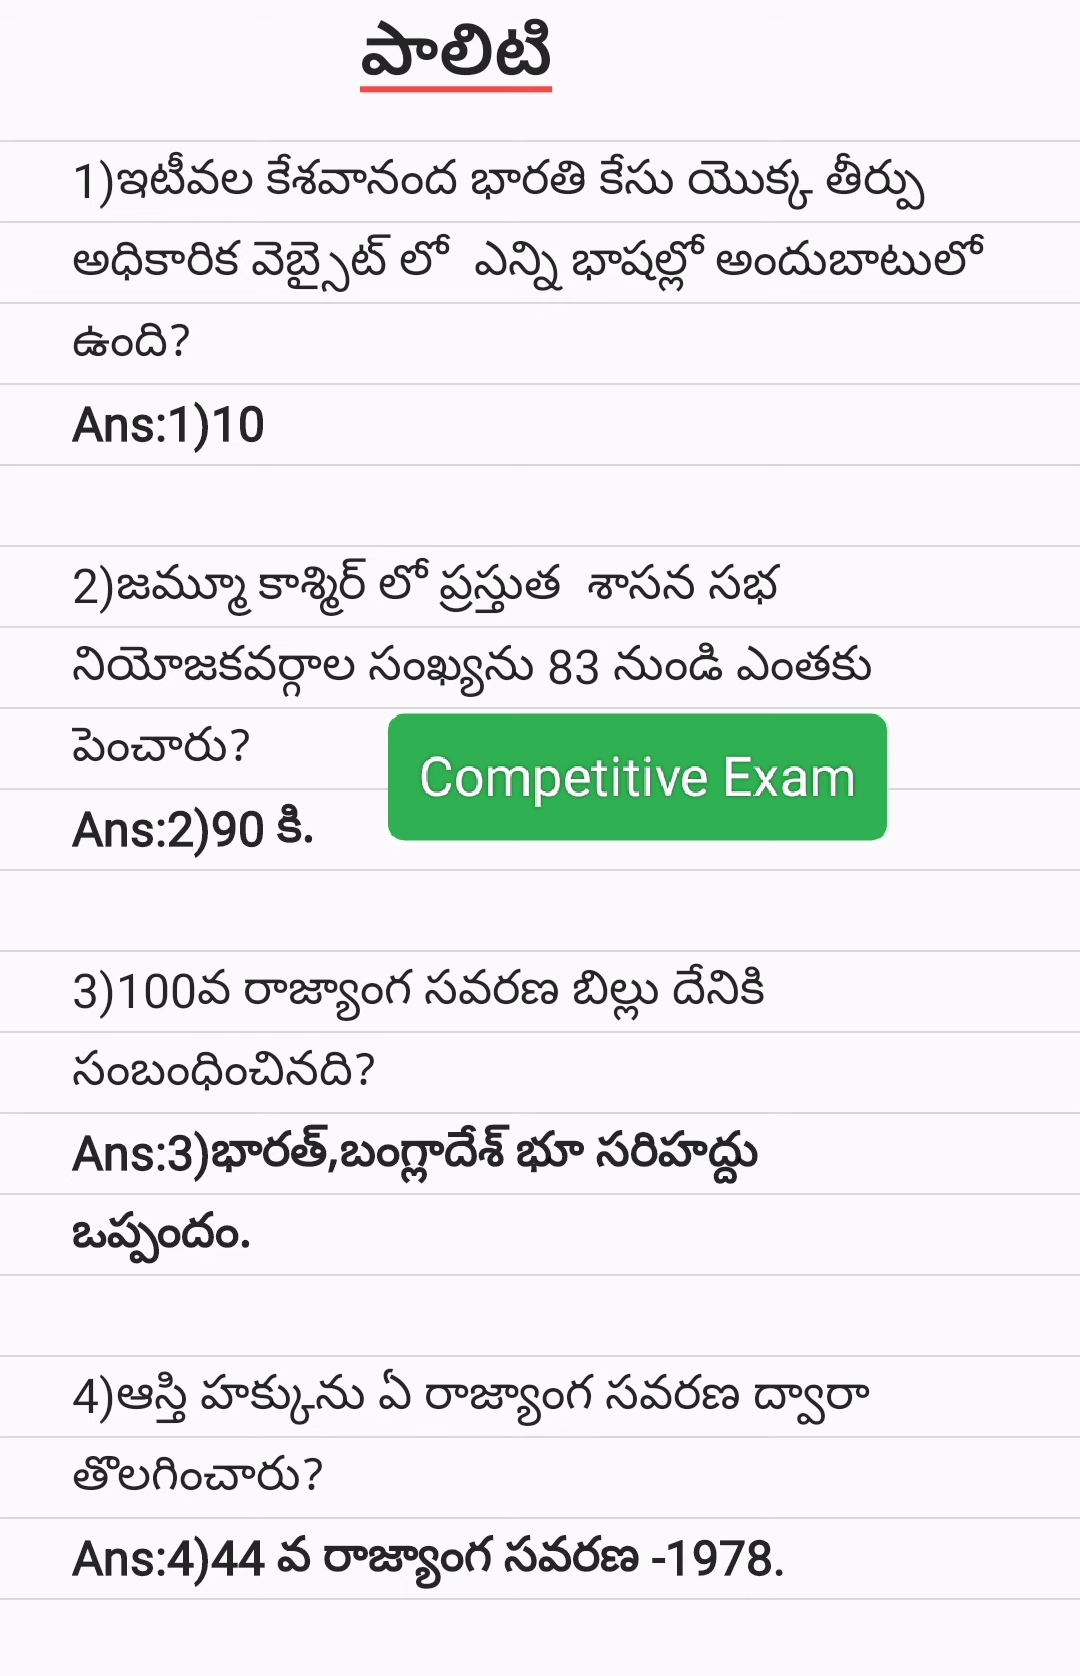 పాలిటి
1)ఇటీవల కేశవానంద భారతి కేసు యొక్క తీర్పు
అధికారిక వెబ్సైట్ లో ఎన్ని భాషల్లో అందుబాటులో
ఉంది?
Ans:1)10
2)జమ్మూ కాశ్మిర్ లో ప్రస్తుత శాసన సభ
నియోజకవర్గాల సంఖ్యను 83 నుండి ఎంతకు
పెంచారు?
Competitive Exam
Ans:2)90 కి.
3)100వ రాజ్యాంగ సవరణ బిల్లు దేనికి
సంబంధించినది?
Ans:3)భారత్,బంగ్లాదేశ్ భూ సరిహద్దు
ఒప్పందం.
4)ఆస్తి హక్కును ఏ రాజ్యాంగ సవరణ ద్వారా
తొలగించారు?
Ans:4)44 వ రాజ్యాంగ సవరణ -1978.